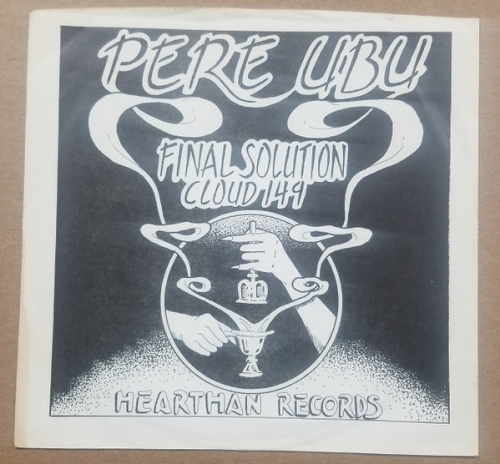 PERE UBU
FINAL SOLUTION
CLOUD 149
HEARTHAN RECORDS